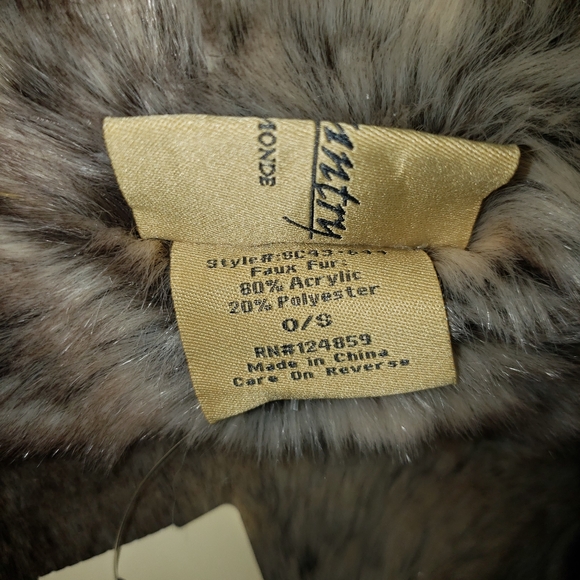 MONDE
Style#:
Faux Fur:
80% Acrylic
20% Polyester
O/S
RN#124859
Made in China
Care On Reverse